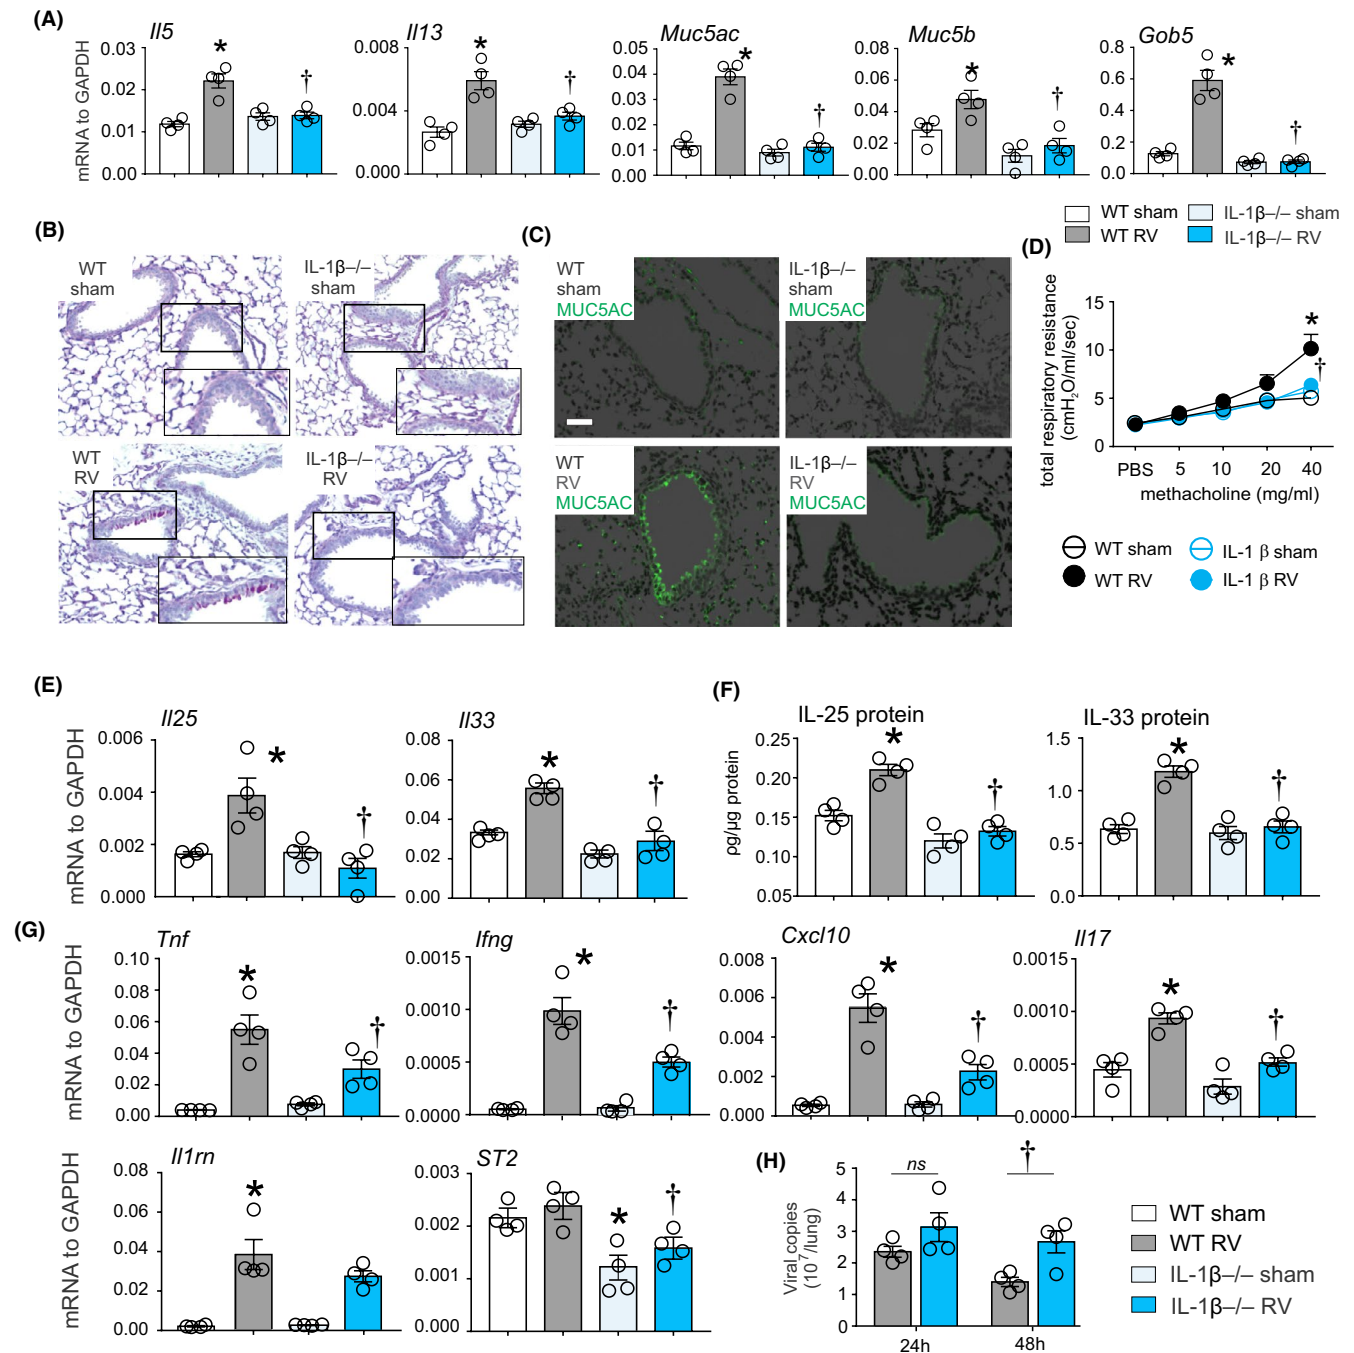 (A)
Il5
Il13
Muc5ac
Muc5b
Gob5
mRNA to GAPDH
0.03
0.02
0.01
0.00
*
†
0.008
0.004
0.000
*
†
0.05
0.04
0.03
0.02
0.01
0.00
*
†
0.08
0.06
0.04
0.02
0.00
*
†
0.8
0.6
0.4
0.2
0.0
*
†
WT sham
IL-1β–/– sham
WT RV
IL-1β–/– RV
(B)
WT
sham
IL-1β–/–
sham
WT
RV
IL-1β–/–
RV
(C)
WT
sham
MUC5AC
IL-1β–/–
sham
MUC5AC
WT
RV
MUC5AC
IL-1β–/–
RV
MUC5AC
(D)
total respiratory resistance
(cmH2O/ml/sec)
15
10
5
0
*
†
PBS 5 10 20 40
methacholine (mg/ml)
WT sham
IL-1 β sham
WT RV
IL-1 β RV
(E)
Il25
Il33
mRNA to GAPDH
0.006
0.004
0.002
0.000
*
†
0.08
0.06
0.04
0.02
0.00
*
†
(F)
IL-25 protein
IL-33 protein
pg/µg protein
0.25
0.20
0.15
0.10
0.05
*
†
1.5
1.0
0.5
0.0
*
†
(G)
Tnf
Ifng
Cxcl10
Il17
mRNA to GAPDH
0.10
0.08
0.06
0.04
0.02
0.00
*
†
0.0015
0.0010
0.0005
0.0000
*
†
0.008
0.006
0.004
0.002
0.000
*
†
0.0015
0.0010
0.0005
0.0000
*
†
Il1rn
ST2
mRNA to GAPDH
0.08
0.06
0.04
0.02
0.00
*
0.003
0.002
0.001
0.000
*
†
(H)
Viral copies
(10⁷/lung)
5
4
3
2
1
0
ns
†
24h
48h
WT sham
WT RV
IL-1β–/– sham
IL-1β–/– RV